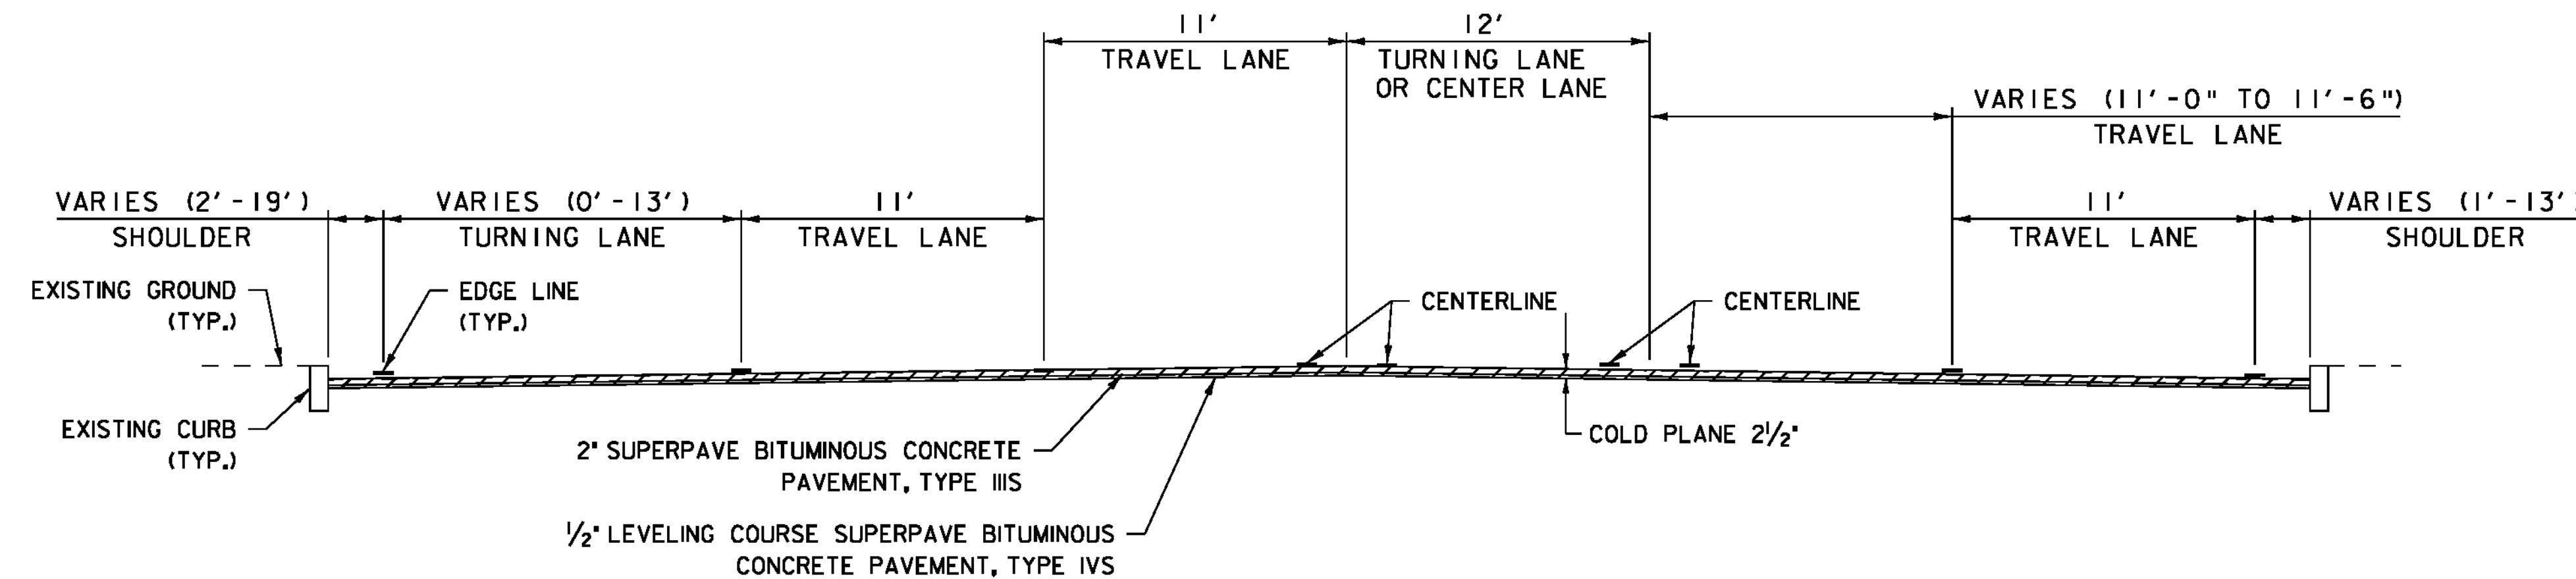 11'
TRAVEL LANE
12'
TURNING LANE
OR CENTER LANE
VARIES (11'-0" TO 11'-6")
TRAVEL LANE
VARIES (2'-19')
SHOULDER
VARIES (0'-13')
TURNING LANE
11'
TRAVEL LANE
11'
TRAVEL LANE
VARIES (1'-13'
SHOULDER
EXISTING GROUND
(TYP.)
EDGE LINE
(TYP.)
CENTERLINE
CENTERLINE
EXISTING CURB
(TYP.)
2" SUPERPAVE BITUMINOUS CONCRETE
PAVEMENT, TYPE IIIS
COLD PLANE 2½"
½" LEVELING COURSE SUPERPAVE BITUMINOUS
CONCRETE PAVEMENT, TYPE IVS